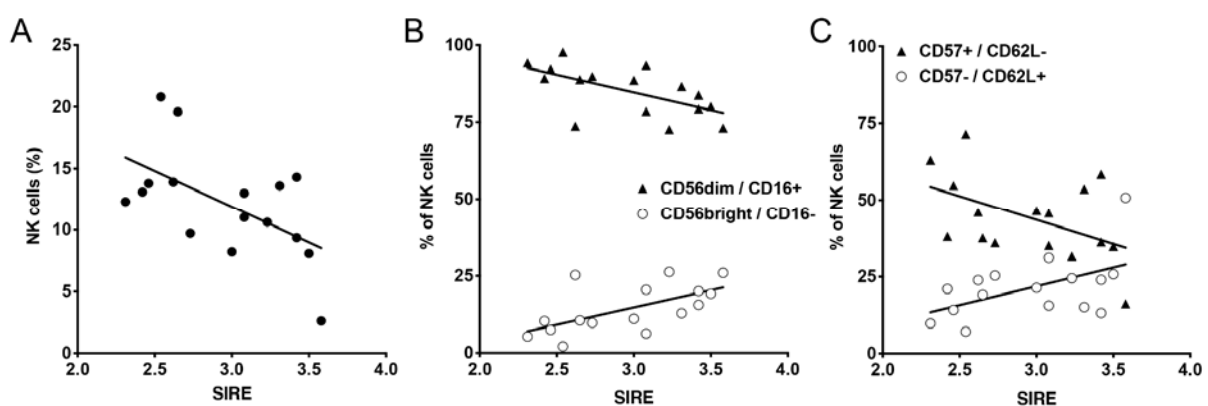 A
NK cells (%)
25
20
15
10
5
0
2.0 2.5 3.0 3.5 4.0
SIRE
B
% of NK cells
100
75
50
25
0
CD56dim / CD16+
CD56bright / CD16-
2.0 2.5 3.0 3.5 4.0
SIRE
C
% of NK cells
100
75
50
25
0
CD57+ / CD62L-
CD57- / CD62L+
2.0 2.5 3.0 3.5 4.0
SIRE